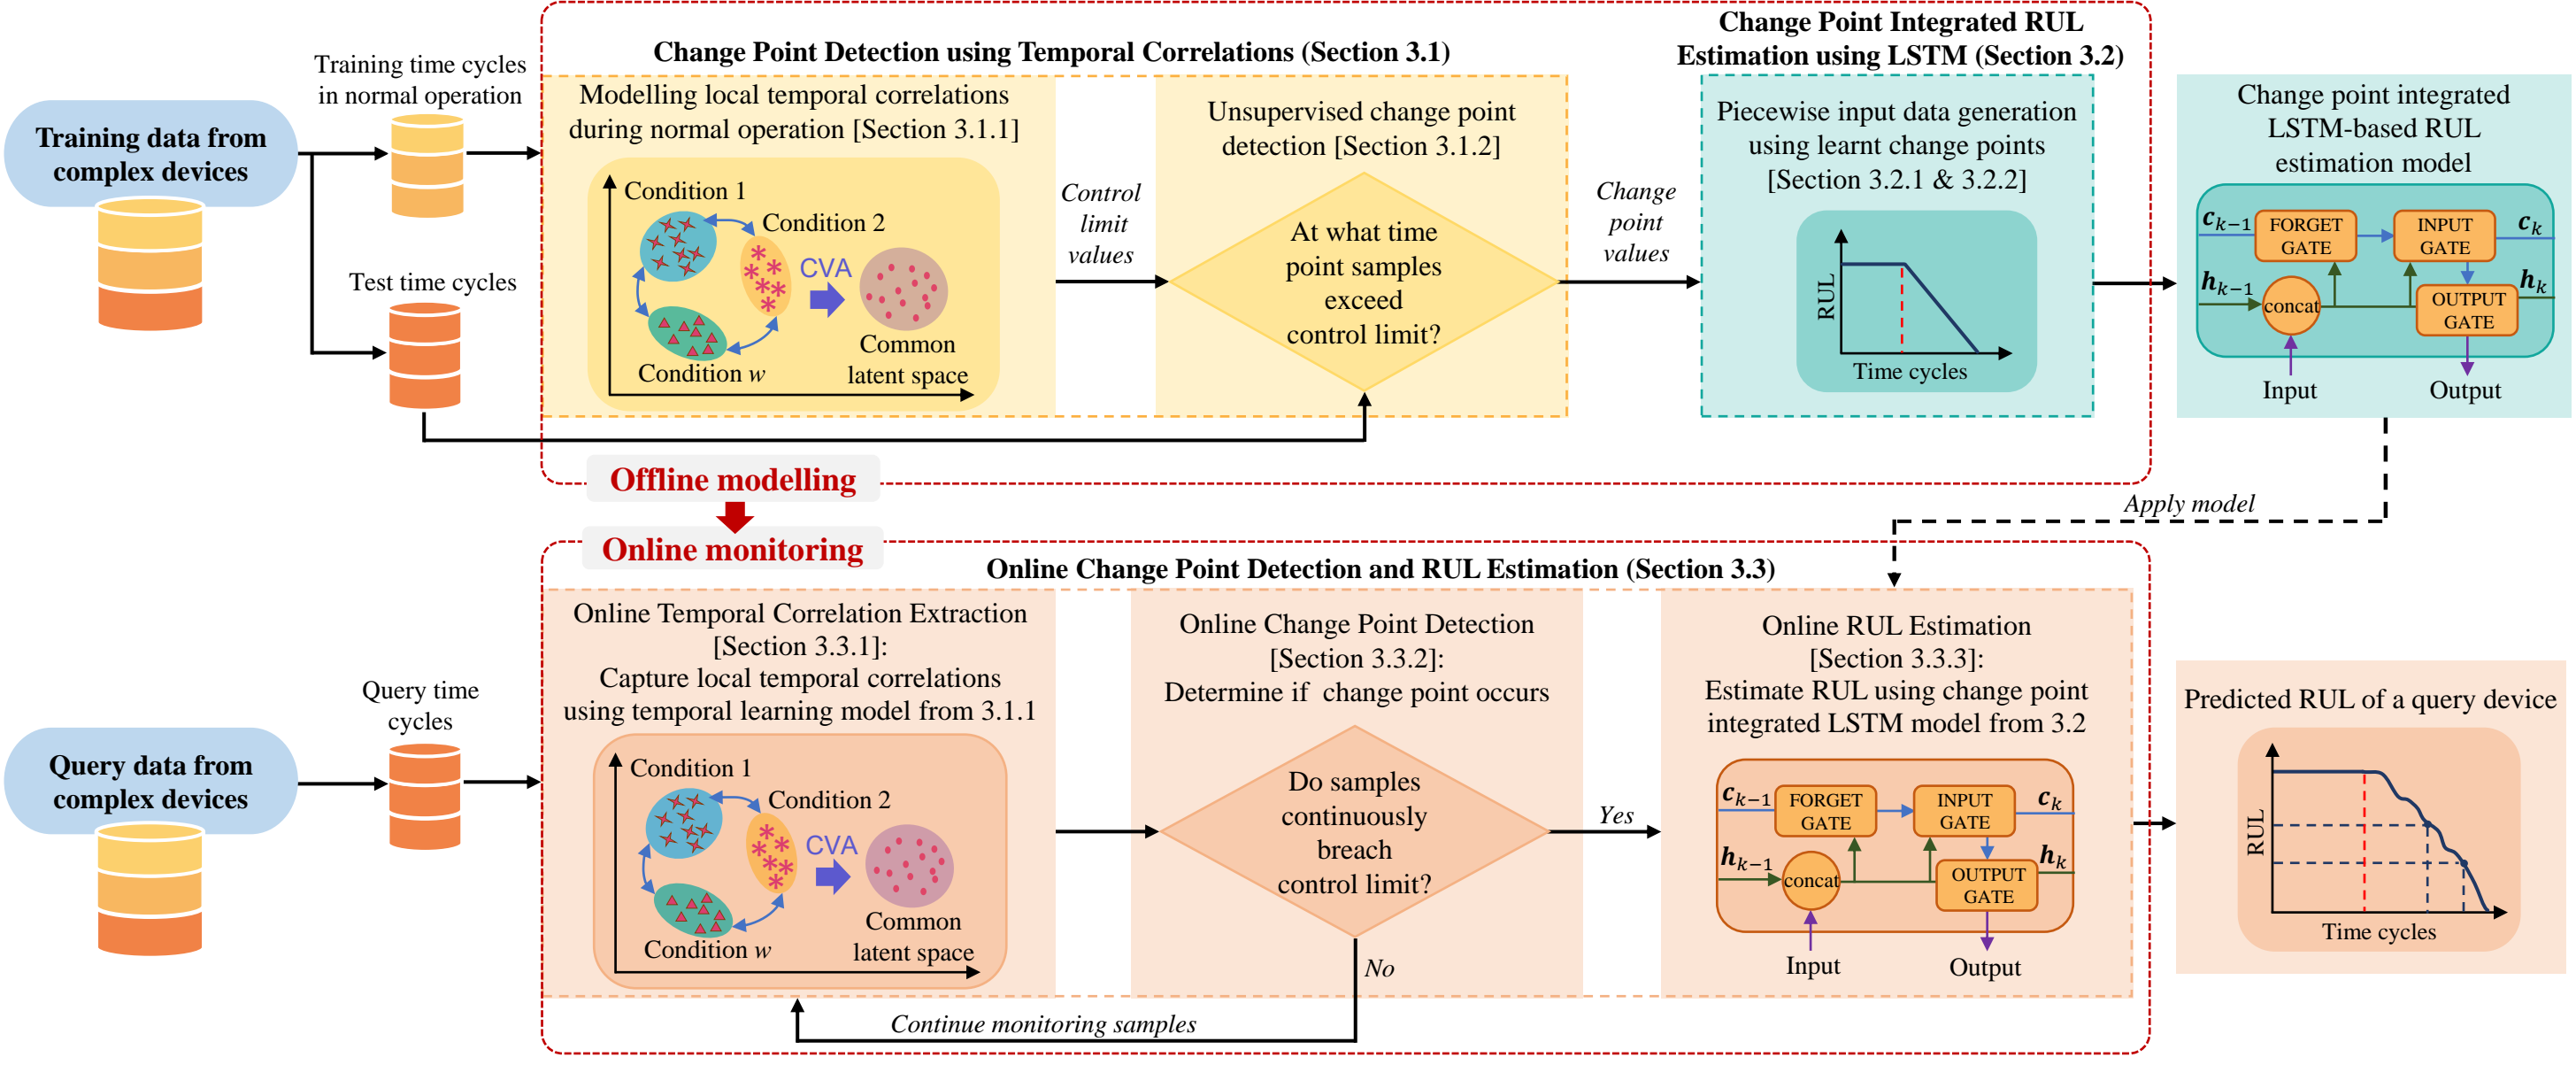 Change Point Detection using Temporal Correlations (Section 3.1)
Change Point Integrated RUL
Estimation using LSTM (Section 3.2)
Training data from
complex devices
Training time cycles
in normal operation
Test time cycles
Modelling local temporal correlations
during normal operation [Section 3.1.1]
Condition 1
Condition 2
CVA
Condition w
Common
latent space
Control
limit
values
Unsupervised change point
detection [Section 3.1.2]
At what time
point samples
exceed
control limit?
Change
point
values
Piecewise input data generation
using learnt change points
[Section 3.2.1 & 3.2.2]
RUL
Time cycles
Change point integrated
LSTM-based RUL
estimation model
c_{k−1}
FORGET
GATE
INPUT
GATE
c_k
h_{k−1}
concat
OUTPUT
GATE
h_k
Input
Output
Offline modelling
Apply model
Online monitoring
Online Change Point Detection and RUL Estimation (Section 3.3)
Query data from
complex devices
Query time
cycles
Online Temporal Correlation Extraction
[Section 3.3.1]:
Capture local temporal correlations
using temporal learning model from 3.1.1
Condition 1
Condition 2
CVA
Condition w
Common
latent space
Online Change Point Detection
[Section 3.3.2]:
Determine if change point occurs
Do samples
continuously
breach
control limit?
Yes
No
Continue monitoring samples
Online RUL Estimation
[Section 3.3.3]:
Estimate RUL using change point
integrated LSTM model from 3.2
c_{k−1}
FORGET
GATE
INPUT
GATE
c_k
h_{k−1}
concat
OUTPUT
GATE
h_k
Input
Output
Predicted RUL of a query device
RUL
Time cycles